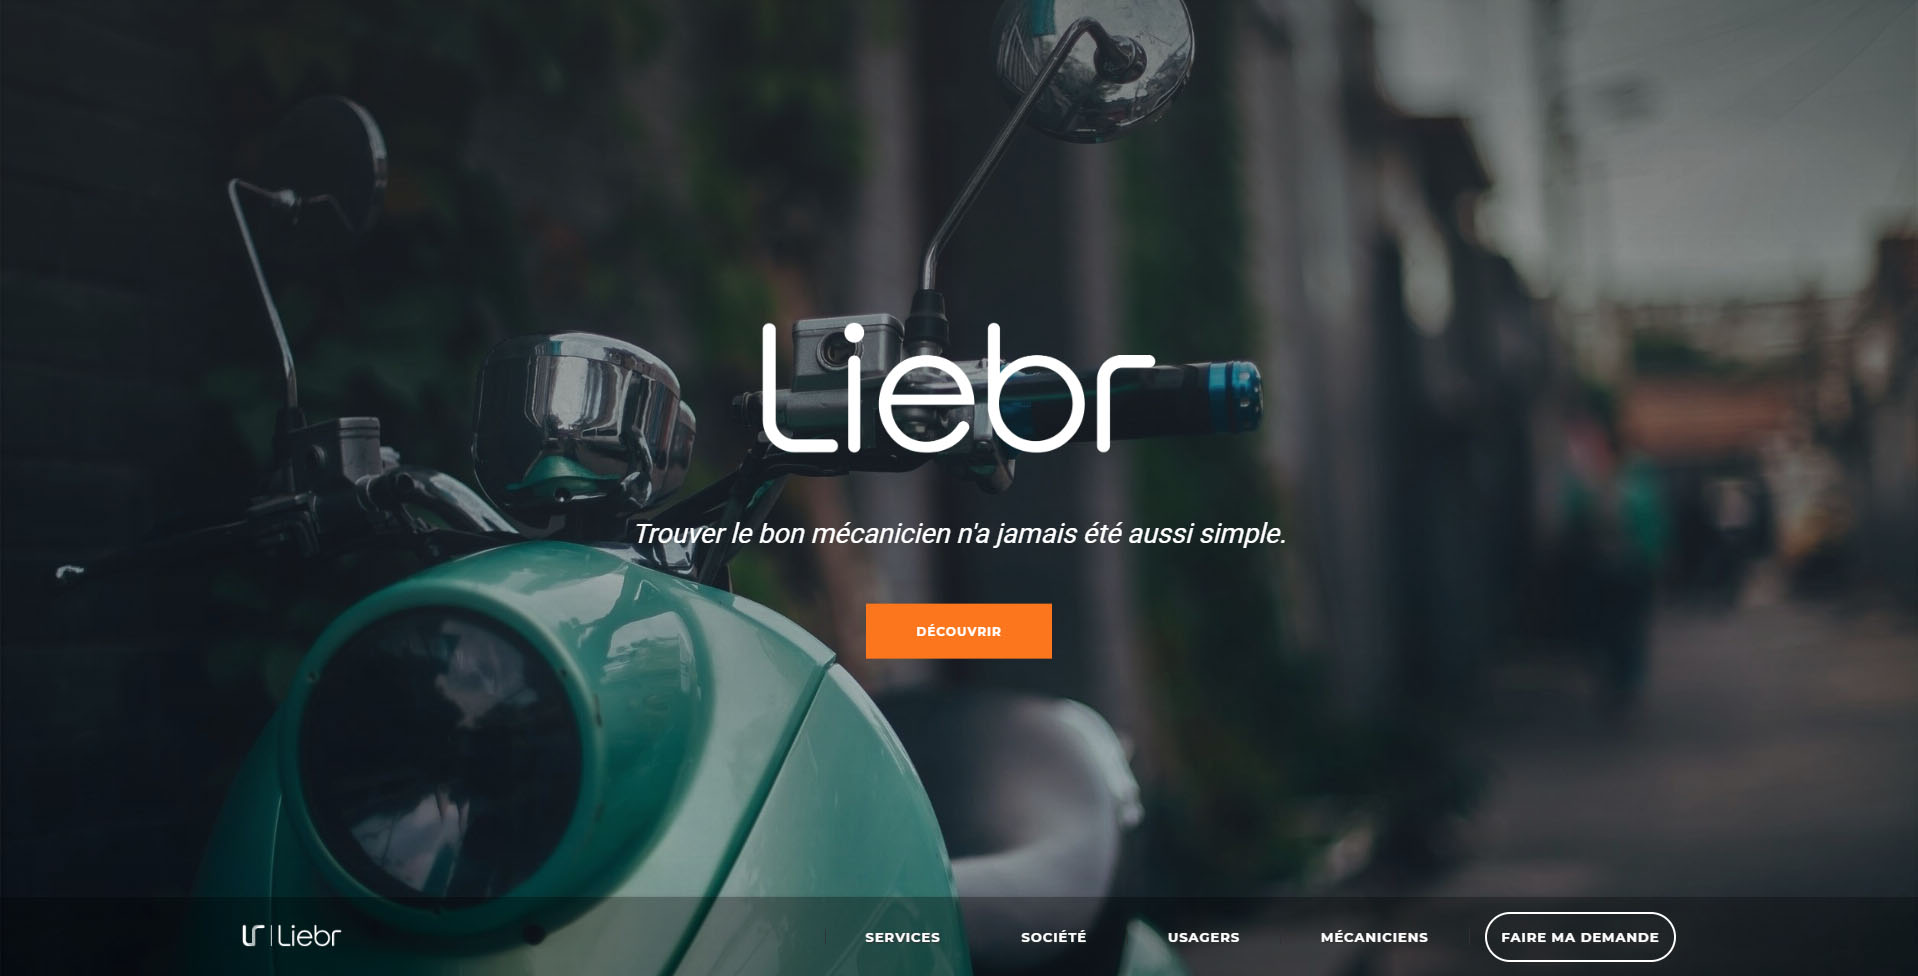 Liebr
Trouver le bon mécanicien n'a jamais été aussi simple.
DÉCOUVRIR
Lr | Liebr
SERVICES
SOCIÉTÉ
USAGERS
MÉCANICIENS
FAIRE MA DEMANDE